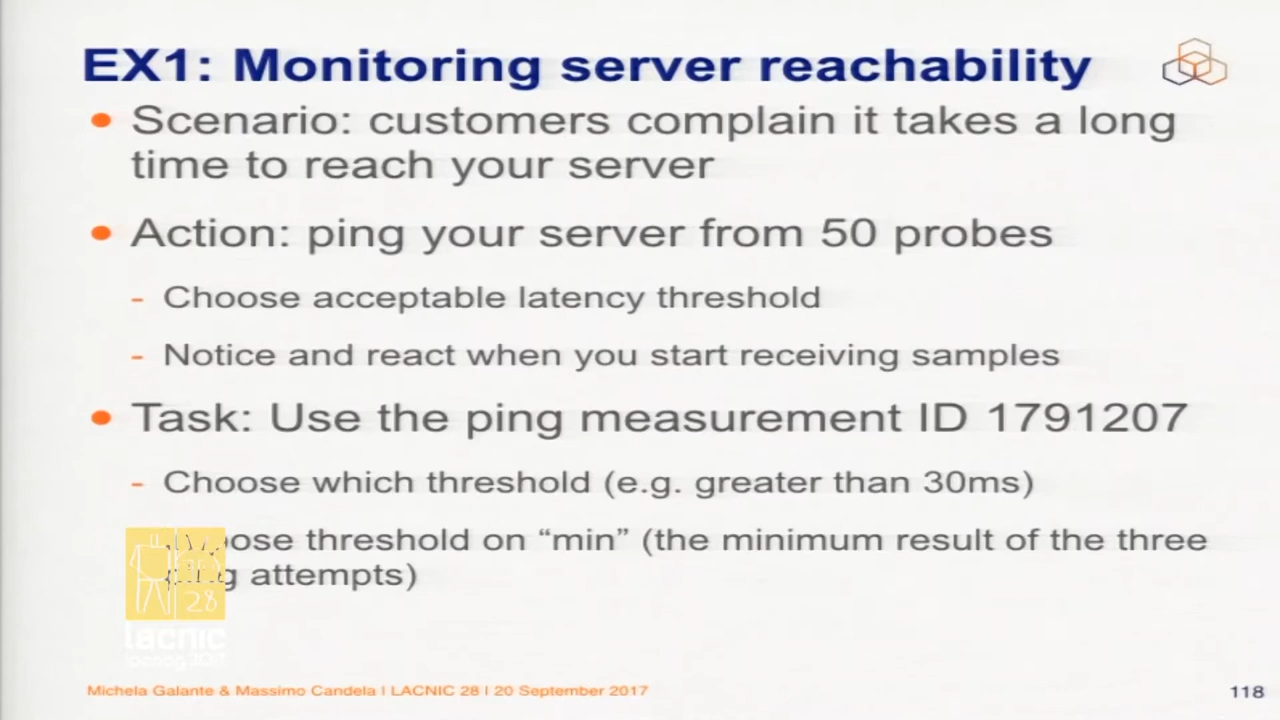 EX1: Monitoring server reachability
• Scenario: customers complain it takes a long
time to reach your server
• Action: ping your server from 50 probes
- Choose acceptable latency threshold
- Notice and react when you start receiving samples
• Task: Use the ping measurement ID 1791207
- Choose which threshold (e.g. greater than 30ms)
threshold on “min” (the minimum result of the three
attempts)
28
lacnic
Michela Galante & Massimo Candela | LACNIC 28 | 20 September 2017
118